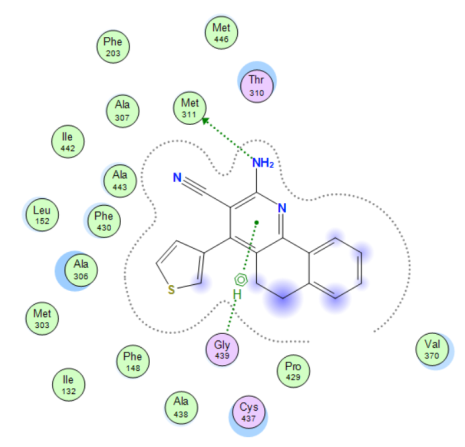 Met
446
Phe
203
Thr
310
Ala
307
Met
311
Ile
442
NH₂
N
Ala
443
N
Leu
152
Phe
430
Ala
306
S
H
Met
303
Gly
439
Val
370
Phe
148
Pro
429
Ile
132
Ala
438
Cys
437